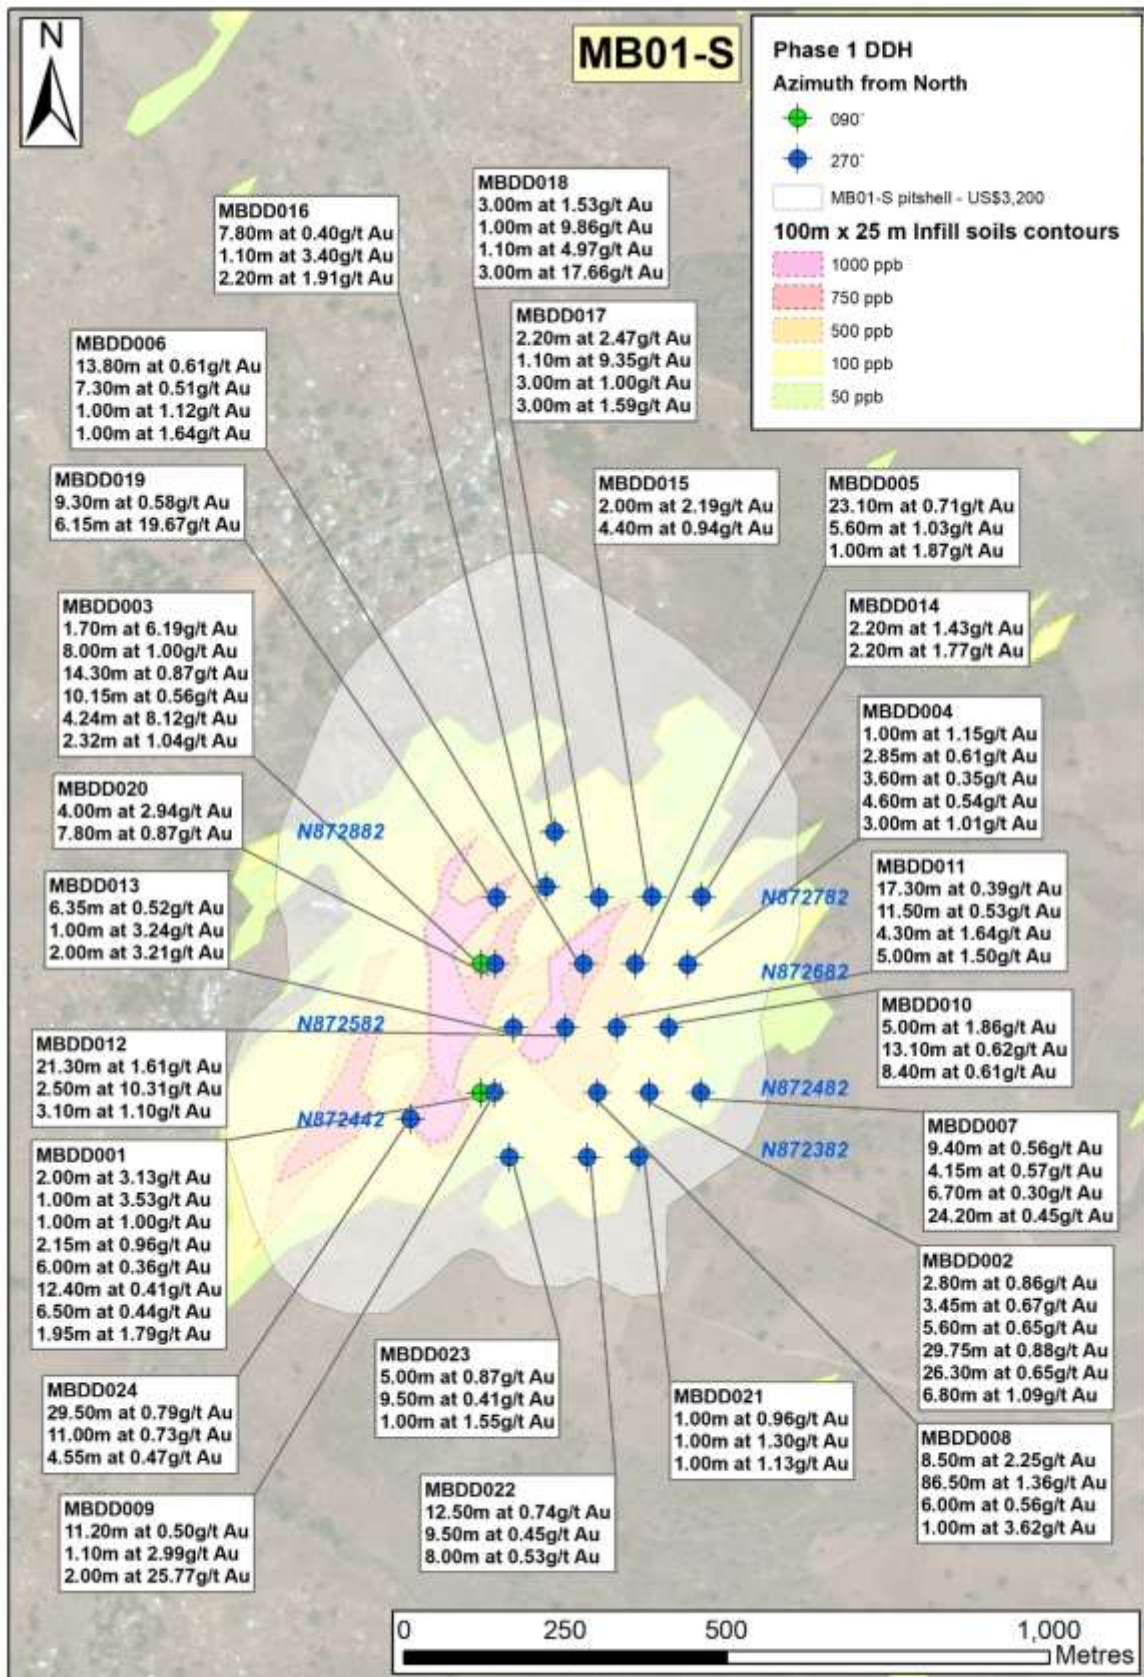 N
MB01-S
Phase 1 DDH
Azimuth from North
090°
270°
MB01-S pitshell - US$3,200
100m x 25 m Infill soils contours
1000 ppb
750 ppb
500 ppb
100 ppb
50 ppb
MBDD018
3.00m at 1.53g/t Au
1.00m at 9.86g/t Au
1.10m at 4.97g/t Au
3.00m at 17.66g/t Au
MBDD016
7.80m at 0.40g/t Au
1.10m at 3.40g/t Au
2.20m at 1.91g/t Au
MBDD017
2.20m at 2.47g/t Au
1.10m at 9.35g/t Au
3.00m at 1.00g/t Au
3.00m at 1.59g/t Au
MBDD006
13.80m at 0.61g/t Au
7.30m at 0.51g/t Au
1.00m at 1.12g/t Au
1.00m at 1.64g/t Au
MBDD019
9.30m at 0.58g/t Au
6.15m at 19.67g/t Au
MBDD015
2.00m at 2.19g/t Au
4.40m at 0.94g/t Au
MBDD005
23.10m at 0.71g/t Au
5.60m at 1.03g/t Au
1.00m at 1.87g/t Au
MBDD003
1.70m at 6.19g/t Au
8.00m at 1.00g/t Au
14.30m at 0.87g/t Au
10.15m at 0.56g/t Au
4.24m at 8.12g/t Au
2.32m at 1.04g/t Au
MBDD014
2.20m at 1.43g/t Au
2.20m at 1.77g/t Au
MBDD004
1.00m at 1.15g/t Au
2.85m at 0.61g/t Au
3.60m at 0.35g/t Au
4.60m at 0.54g/t Au
3.00m at 1.01g/t Au
MBDD020
4.00m at 2.94g/t Au
7.80m at 0.87g/t Au
N872882
N872782
MBDD013
6.35m at 0.52g/t Au
1.00m at 3.24g/t Au
2.00m at 3.21g/t Au
MBDD011
17.30m at 0.39g/t Au
11.50m at 0.53g/t Au
4.30m at 1.64g/t Au
5.00m at 1.50g/t Au
N872682
N872582
MBDD010
5.00m at 1.86g/t Au
13.10m at 0.62g/t Au
8.40m at 0.61g/t Au
MBDD012
21.30m at 1.61g/t Au
2.50m at 10.31g/t Au
3.10m at 1.10g/t Au
N872482
N872442
N872382
MBDD007
9.40m at 0.56g/t Au
4.15m at 0.57g/t Au
6.70m at 0.30g/t Au
24.20m at 0.45g/t Au
MBDD001
2.00m at 3.13g/t Au
1.00m at 3.53g/t Au
1.00m at 1.00g/t Au
2.15m at 0.96g/t Au
6.00m at 0.36g/t Au
12.40m at 0.41g/t Au
6.50m at 0.44g/t Au
1.95m at 1.79g/t Au
MBDD002
2.80m at 0.86g/t Au
3.45m at 0.67g/t Au
5.60m at 0.65g/t Au
29.75m at 0.88g/t Au
26.30m at 0.65g/t Au
6.80m at 1.09g/t Au
MBDD023
5.00m at 0.87g/t Au
9.50m at 0.41g/t Au
1.00m at 1.55g/t Au
MBDD024
29.50m at 0.79g/t Au
11.00m at 0.73g/t Au
4.55m at 0.47g/t Au
MBDD021
1.00m at 0.96g/t Au
1.00m at 1.30g/t Au
1.00m at 1.13g/t Au
MBDD008
8.50m at 2.25g/t Au
86.50m at 1.36g/t Au
6.00m at 0.56g/t Au
1.00m at 3.62g/t Au
MBDD022
12.50m at 0.74g/t Au
9.50m at 0.45g/t Au
8.00m at 0.53g/t Au
MBDD009
11.20m at 0.50g/t Au
1.10m at 2.99g/t Au
2.00m at 25.77g/t Au
0 250 500 1,000
Metres